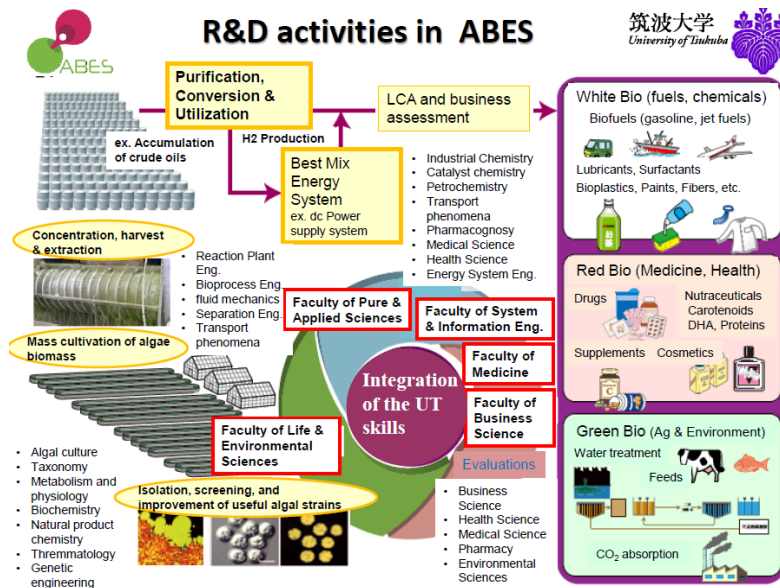 R&D activities in ABES
ABES
筑波大学
University of Tsukuba
Purification,
Conversion &
Utilization
LCA and business
assessment
H2 Production
ex. Accumulation
of crude oils
Best Mix
Energy
System
ex. dc Power
supply system
• Industrial Chemistry
• Catalyst chemistry
• Petrochemistry
• Transport
phenomena
• Pharmacognosy
• Medical Science
• Health Science
• Energy System Eng.
Concentration, harvest
& extraction
• Reaction Plant
Eng.
• Bioprocess Eng.
• fluid mechanics
• Separation Eng.
• Transport
phenomena
Mass cultivation of algae
biomass
Faculty of Pure &
Applied Sciences
Faculty of System
& Information Eng.
Faculty of
Medicine
Faculty of
Business
Science
Faculty of Life &
Environmental
Sciences
Integration
of the UT
skills
Evaluations
• Business
Science
• Health Science
• Medical Science
• Pharmacy
• Environmental
Sciences
• Algal culture
• Taxonomy
• Metabolism and
physiology
• Biochemistry
• Natural product
chemistry
• Thremmatology
• Genetic
engineering
Isolation, screening, and
improvement of useful algal strains
White Bio (fuels, chemicals)
Biofuels (gasoline, jet fuels)
Lubricants, Surfactants
Bioplastics, Paints, Fibers, etc.
Red Bio (Medicine, Health)
Drugs
Nutraceuticals
Carotenoids
DHA, Proteins
Supplements
Cosmetics
Green Bio (Ag & Environment)
Water treatment
Feeds
CO2 absorption